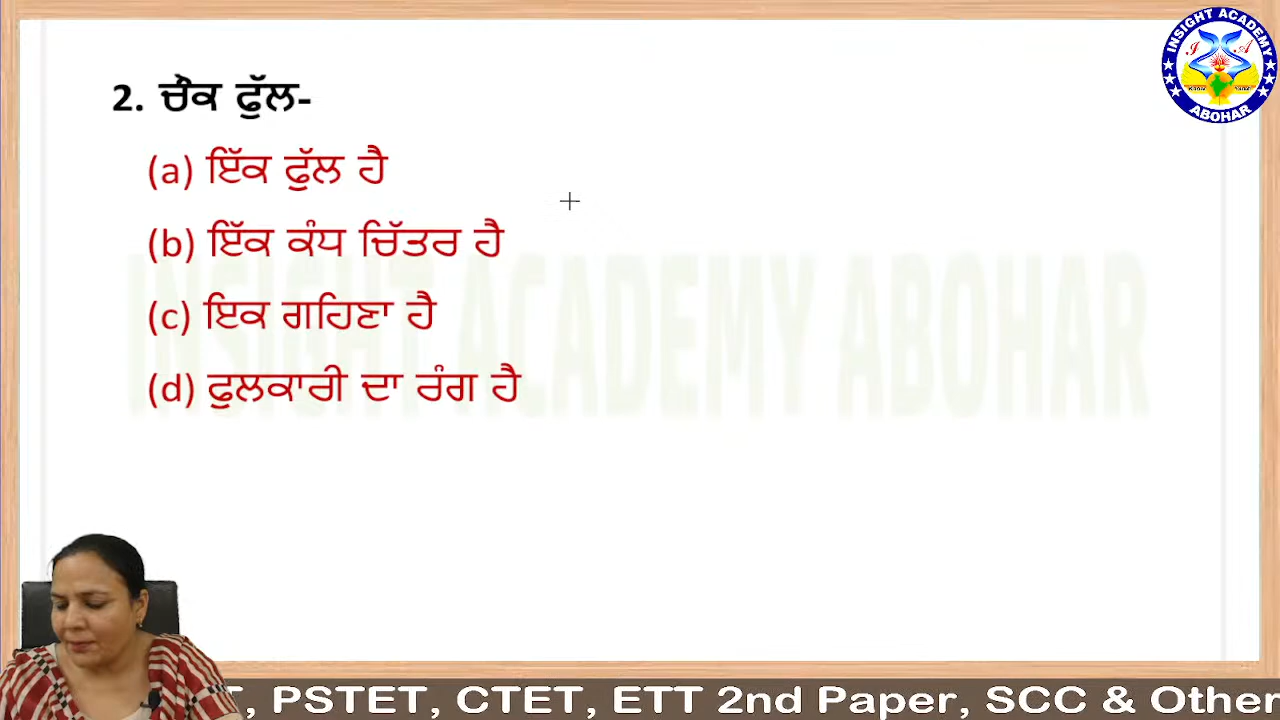 INSIGHT ACADEMY
ABOHAR
2. ਚੌਕ ਫੁੱਲ-
(a) ਇੱਕ ਫੁੱਲ ਹੈ
(b) ਇੱਕ ਕੰਧ ਚਿੱਤਰ ਹੈ
(c) ਇਕ ਗਹਿਣਾ ਹੈ
(d) ਫੁਲਕਾਰੀ ਦਾ ਰੰਗ ਹੈ
INSIGHT ACADEMY ABOHAR
, PSTET, CTET, ETT 2nd Paper, SCC & Other